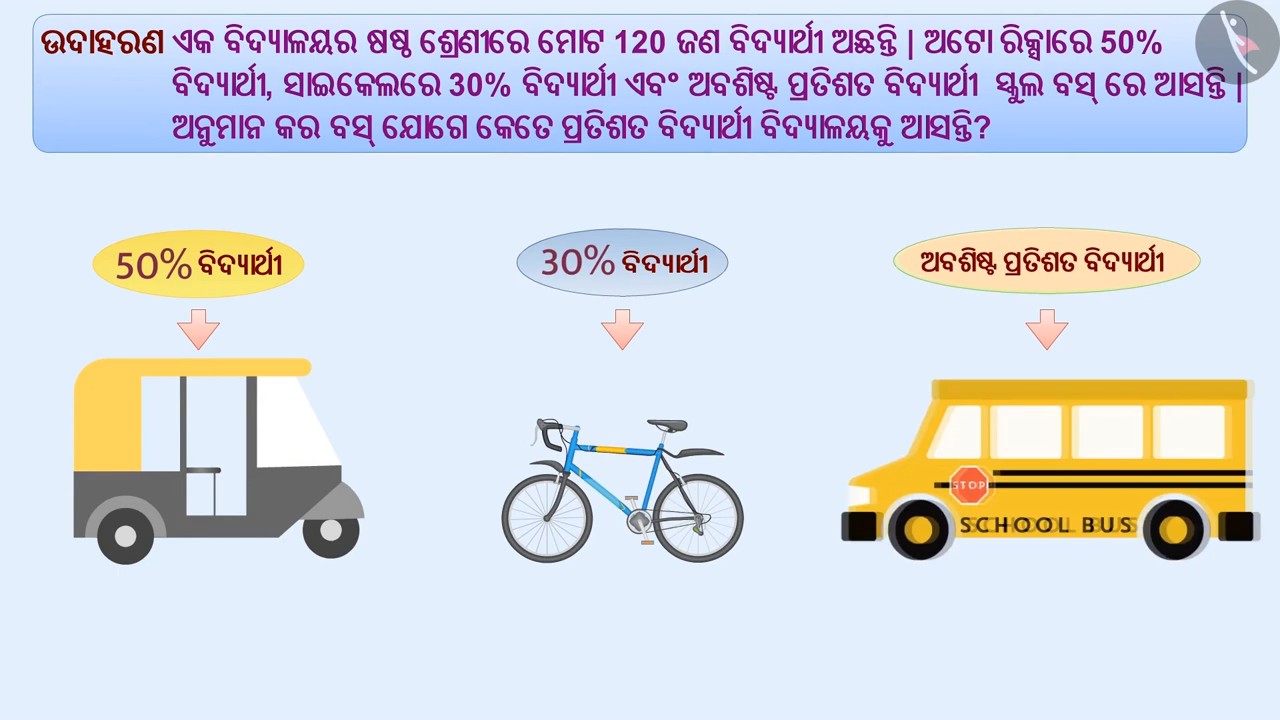 ଉଦାହରଣ ଏକ ବିଦ୍ୟାଳୟର ଷଷ୍ଠ ଶ୍ରେଣୀରେ ମୋଟ 120 ଜଣ ବିଦ୍ୟାର୍ଥୀ ଅଛନ୍ତି | ଅଟୋ ରିକ୍ସାରେ 50%
ବିଦ୍ୟାର୍ଥୀ, ସାଇକେଲରେ 30% ବିଦ୍ୟାର୍ଥୀ ଏବଂ ଅବଶିଷ୍ଟ ପ୍ରତିଶତ ବିଦ୍ୟାର୍ଥୀ ସ୍କୁଲ ବସ୍ ରେ ଆସନ୍ତି |
ଅନୁମାନ କର ବସ୍ ଯୋଗେ କେତେ ପ୍ରତିଶତ ବିଦ୍ୟାର୍ଥୀ ବିଦ୍ୟାଳୟକୁ ଆସନ୍ତି?
50% ବିଦ୍ୟାର୍ଥୀ
30% ବିଦ୍ୟାର୍ଥୀ
ଅବଶିଷ୍ଟ ପ୍ରତିଶତ ବିଦ୍ୟାର୍ଥୀ
STOP
SCHOOL BUS